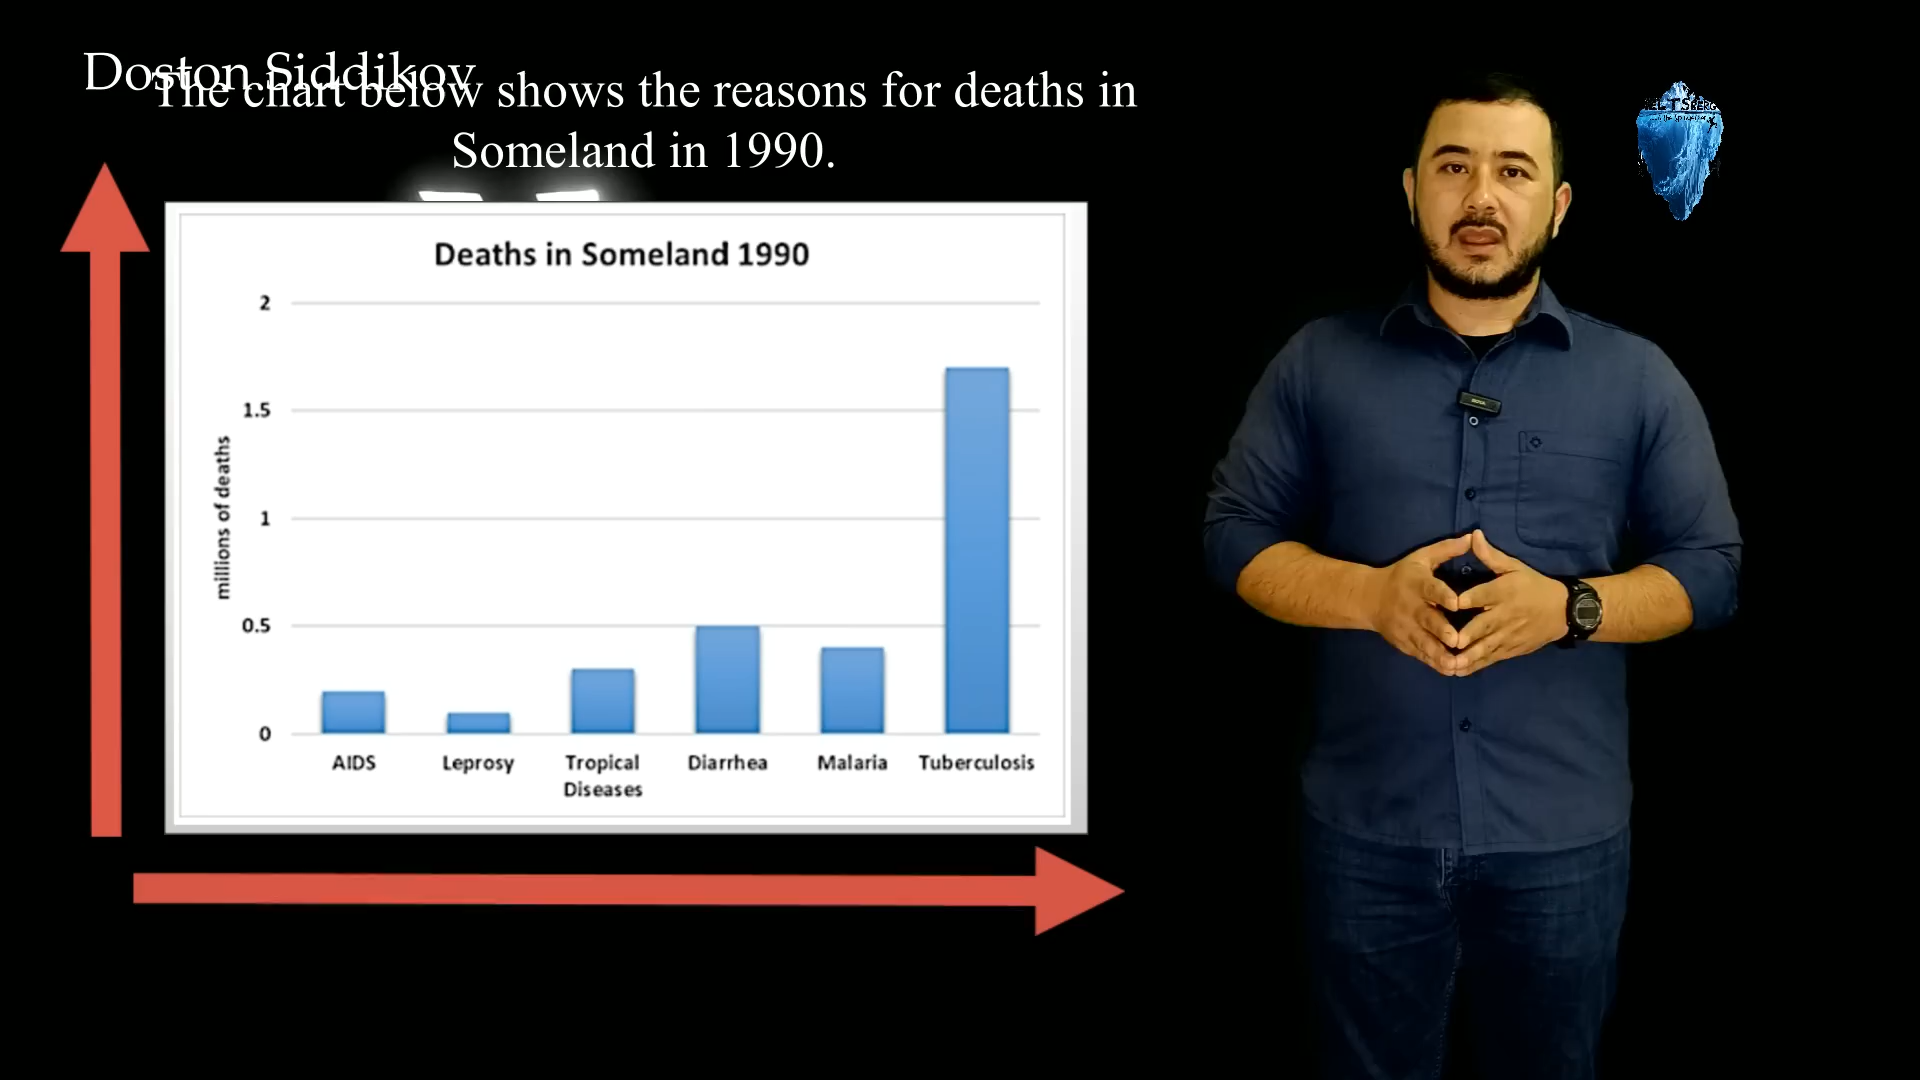 Doston Siddikov
The chart below shows the reasons for deaths in
Someland in 1990.
Deaths in Someland 1990
2
1.5
1
0.5
0
millions of deaths
AIDS
Leprosy
Tropical
Diseases
Diarrhea
Malaria
Tuberculosis